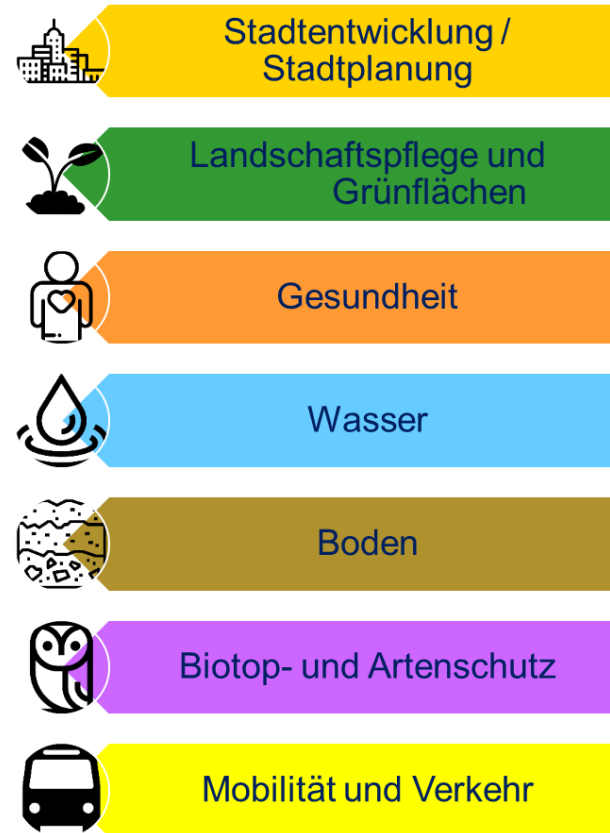 Stadtentwicklung /
Stadtplanung
Landschaftspflege und
Grünflächen
Gesundheit
Wasser
Boden
Biotop- und Artenschutz
Mobilität und Verkehr